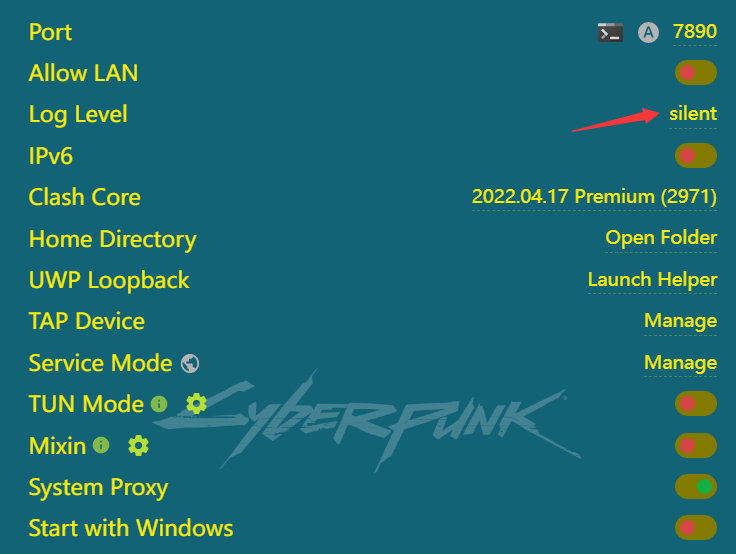 Port A 7890
Allow LAN
Log Level silent
IPv6
Clash Core 2022.04.17 Premium (2971)
Home Directory Open Folder
UWP Loopback Launch Helper
TAP Device Manage
Service Mode Manage
TUN Mode
CYBERPUNK
Mixin
System Proxy
Start with Windows